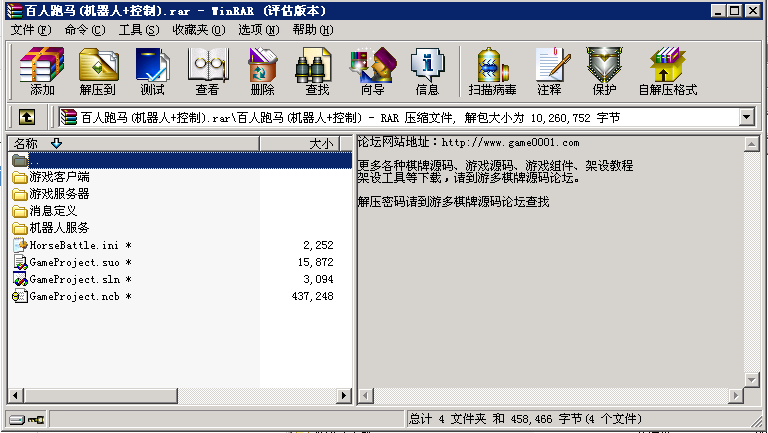 百人跑马(机器人+控制).rar - WinRAR (评估版本)
文件(F) 命令(C) 工具(S) 收藏夹(O) 选项(N) 帮助(H)
添加 解压到 测试 查看 删除 查找 向导 信息 扫描病毒 注释 保护 自解压格式
百人跑马(机器人+控制).rar\百人跑马(机器人+控制) - RAR 压缩文件, 解包大小为 10,260,752 字节
名称 大小
..
游戏客户端
游戏服务器
消息定义
机器人服务
HorseBattle.ini * 2,252
GameProject.suo * 15,872
GameProject.sln * 3,094
GameProject.ncb * 437,248
论坛网站地址：http://www.game0001.com
更多各种棋牌源码、游戏源码、游戏组件、架设教程
架设工具等下载，请到游多棋牌源码论坛。
解压密码请到游多棋牌源码论坛查找
总计 4 文件夹 和 458,466 字节(4 个文件)